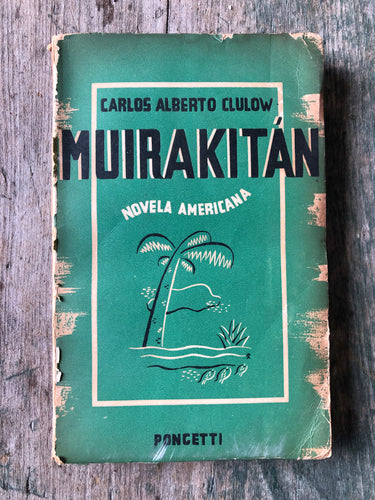 CARLOS ALBERTO CLULOW
MUIRAKITÁN
NOVELA AMERICANA
PONGETTI